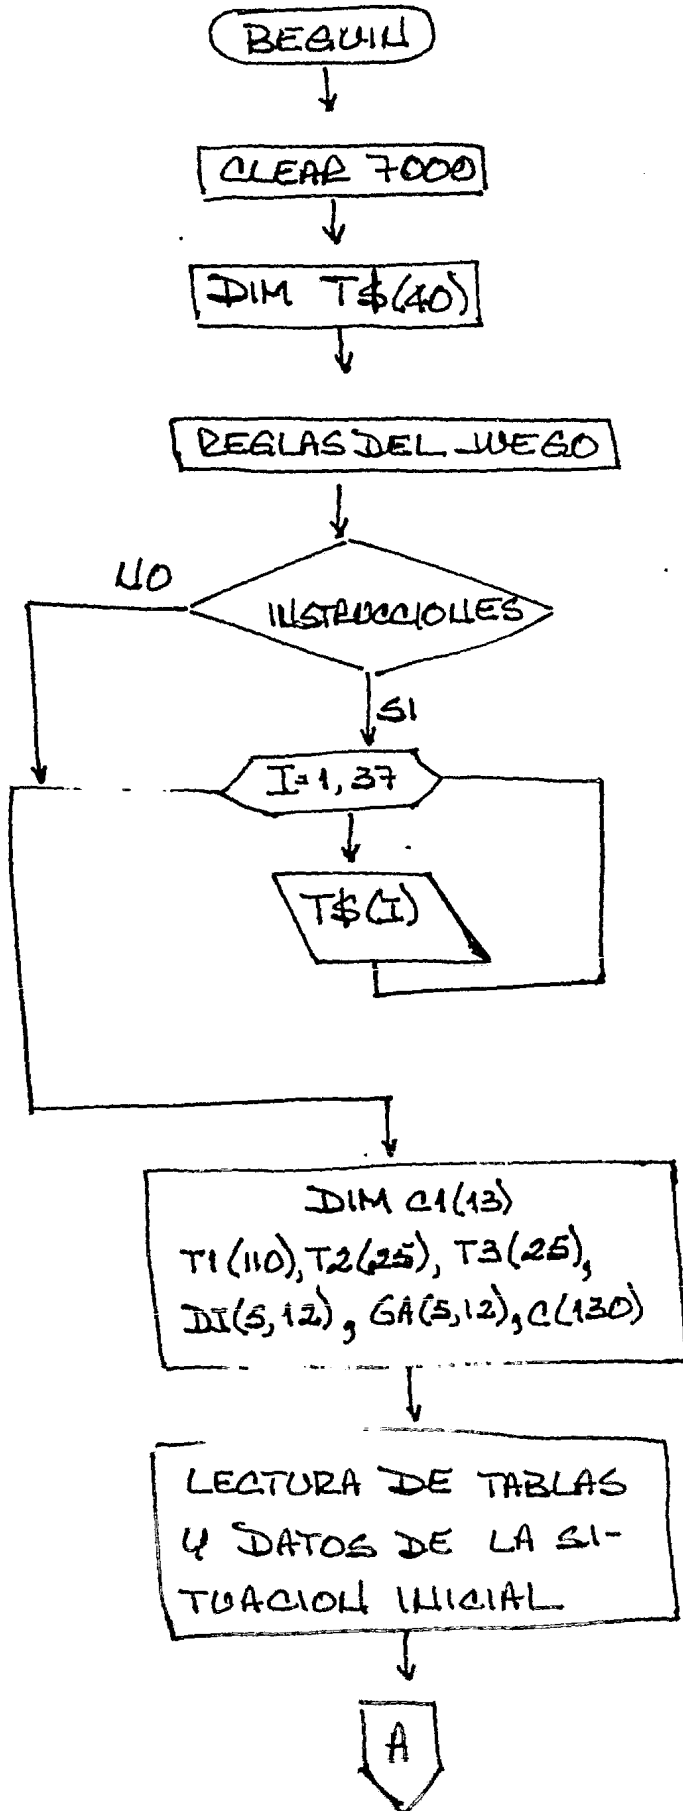 BEGUIN
CLEAR 7000
DIM T$(40)
REGLAS DEL JUEGO
NO
INSTRUCCIONES
SI
I=1,37
T$(I)
DIM C1(13)
T1(110), T2(25), T3(25),
DI(5,12), GA(5,12), C(130)
LECTURA DE TABLAS
Y DATOS DE LA SI-
TUACION INICIAL
A